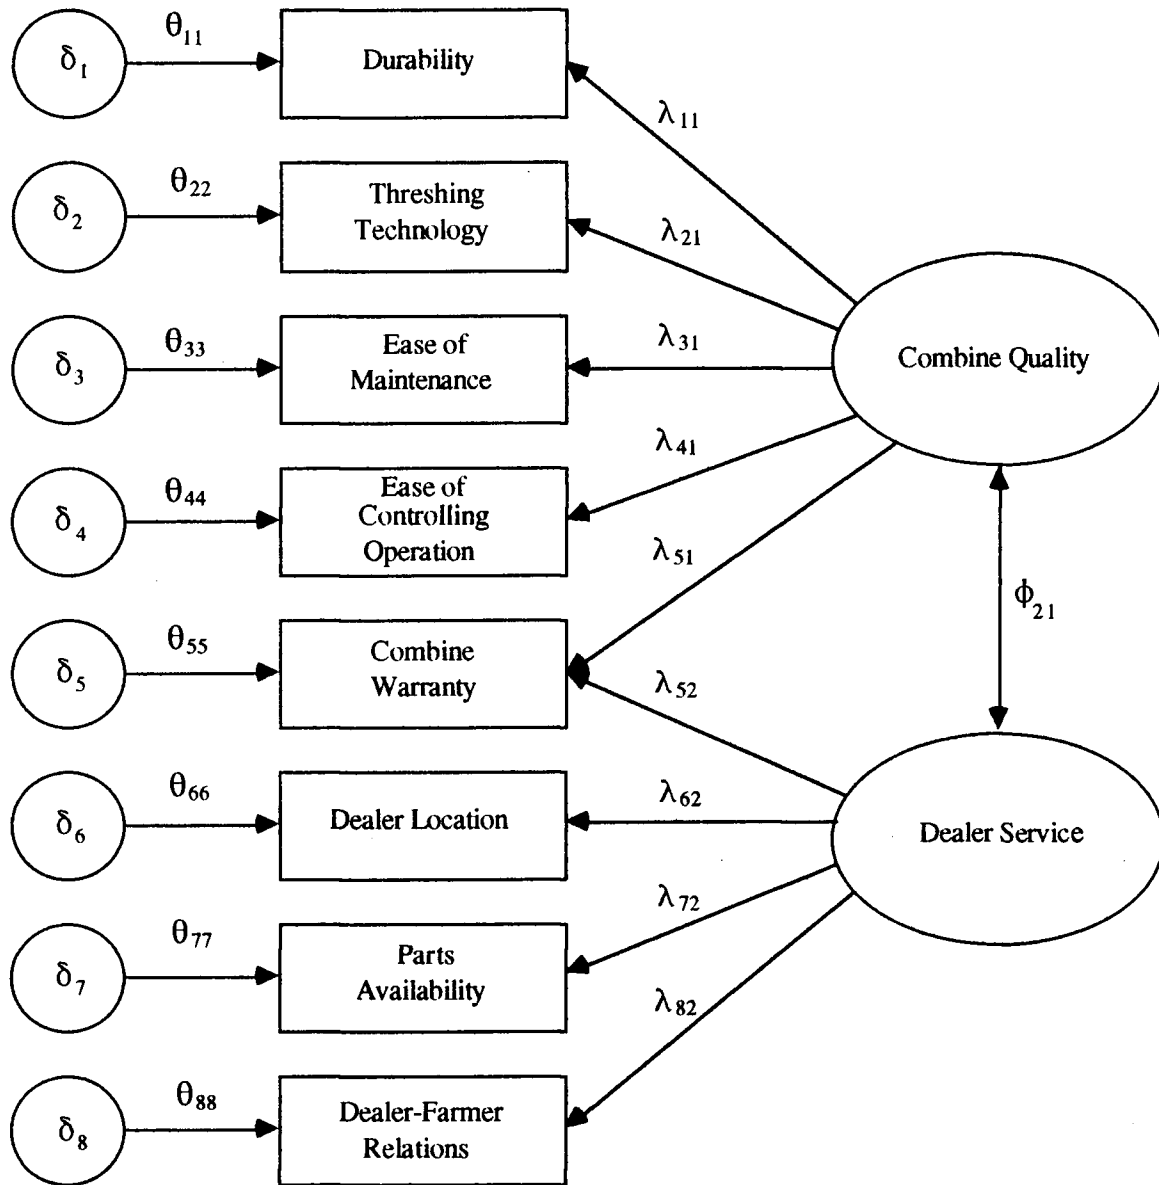 δ₁
θ₁₁
Durability
λ₁₁
δ₂
θ₂₂
Threshing
Technology
λ₂₁
δ₃
θ₃₃
Ease of
Maintenance
λ₃₁
Combine Quality
δ₄
θ₄₄
Ease of
Controlling
Operation
λ₄₁
λ₅₁
ϕ₂₁
δ₅
θ₅₅
Combine
Warranty
λ₅₂
δ₆
θ₆₆
Dealer Location
λ₆₂
Dealer Service
δ₇
θ₇₇
Parts
Availability
λ₇₂
λ₈₂
δ₈
θ₈₈
Dealer-Farmer
Relations